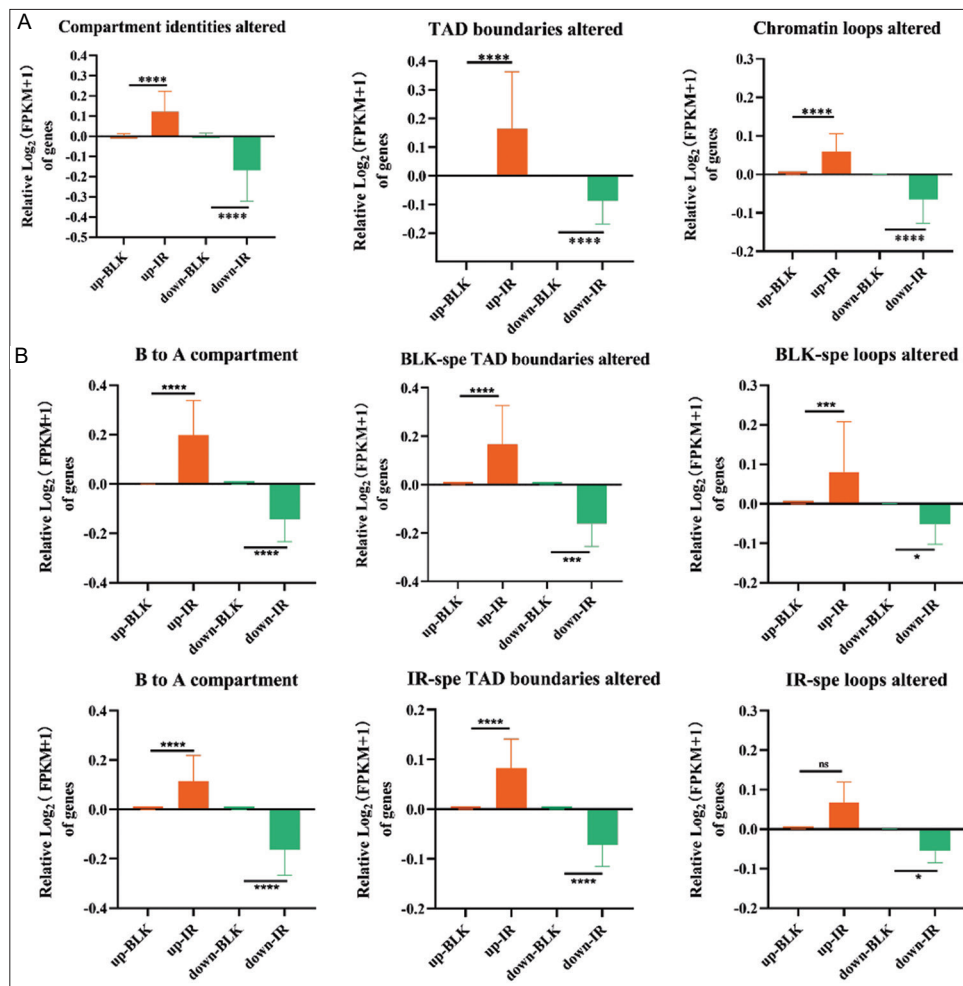 A
Compartment identities altered
Relative Log2(FPKM+1)
of genes
0.4
0.3
0.2
0.1
0.0
-0.1
-0.2
-0.3
-0.4
-0.5
****
****
up-BLK
up-IR
down-BLK
down-IR
TAD boundaries altered
Relative Log2(FPKM+1)
of genes
0.4
0.2
0.0
-0.2
****
****
up-BLK
up-IR
down-BLK
down-IR
Chromatin loops altered
Relative Log2(FPKM+1)
of genes
0.3
0.2
0.1
0.0
-0.1
-0.2
****
****
up-BLK
up-IR
down-BLK
down-IR
B
B to A compartment
Relative Log2(FPKM+1)
of genes
0.4
0.2
0.0
-0.2
-0.4
****
****
up-BLK
up-IR
down-BLK
down-IR
BLK-spe TAD boundaries altered
Relative Log2(FPKM+1)
of genes
0.4
0.2
0.0
-0.2
-0.4
****
***
up-BLK
up-IR
down-BLK
down-IR
BLK-spe loops altered
Relative Log2(FPKM+1)
of genes
0.3
0.2
0.1
0.0
-0.1
-0.2
***
*
up-BLK
up-IR
down-BLK
down-IR
B to A compartment
Relative Log2(FPKM+1)
of genes
0.4
0.2
0.0
-0.2
-0.4
****
****
up-BLK
up-IR
down-BLK
down-IR
IR-spe TAD boundaries altered
Relative Log2(FPKM+1)
of genes
0.2
0.1
0.0
-0.1
-0.2
****
****
up-BLK
up-IR
down-BLK
down-IR
IR-spe loops altered
Relative Log2(FPKM+1)
of genes
0.3
0.2
0.1
0.0
-0.1
-0.2
ns
*
up-BLK
up-IR
down-BLK
down-IR